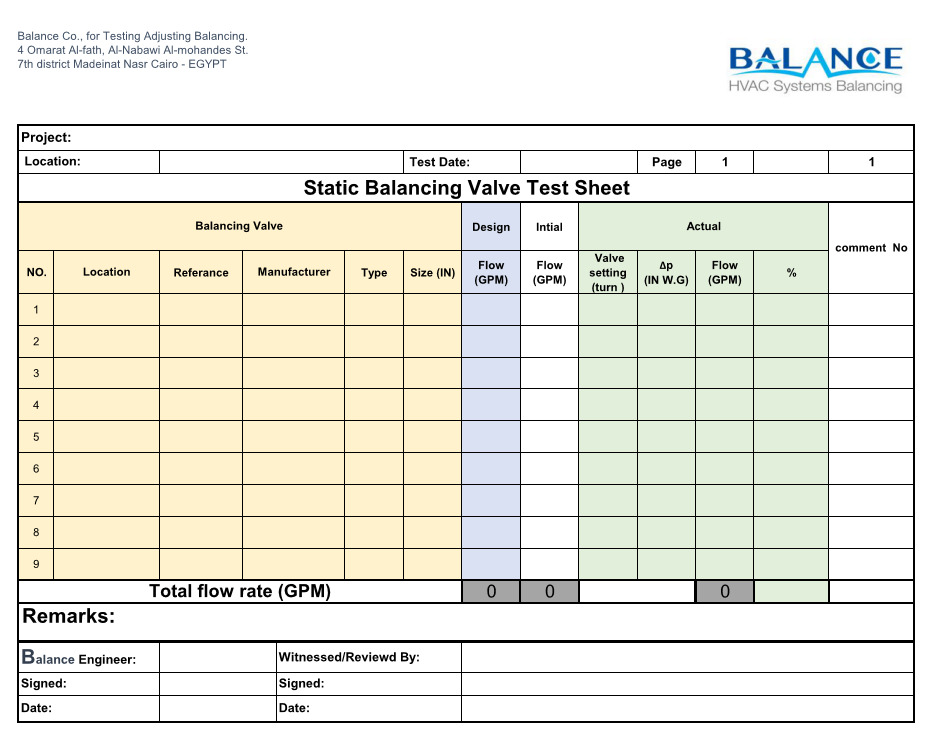 Balance Co., for Testing Adjusting Balancing.
4 Omarat Al-fath, Al-Nabawi Al-mohandes St.
7th district Madeinat Nasr Cairo - EGYPT
BALANCE
HVAC Systems Balancing
Project:
Location: Test Date: Page 1 1
Static Balancing Valve Test Sheet
Balancing Valve Design Intial Actual comment No
NO. Location Referance Manufacturer Type Size (IN) Flow (GPM) Flow (GPM) Valve setting (turn ) Δp (IN W.G) Flow (GPM) %
1
2
3
4
5
6
7
8
9
Total flow rate (GPM) 0 0 0
Remarks:
Balance Engineer: Witnessed/Reviewd By:
Signed: Signed:
Date: Date: